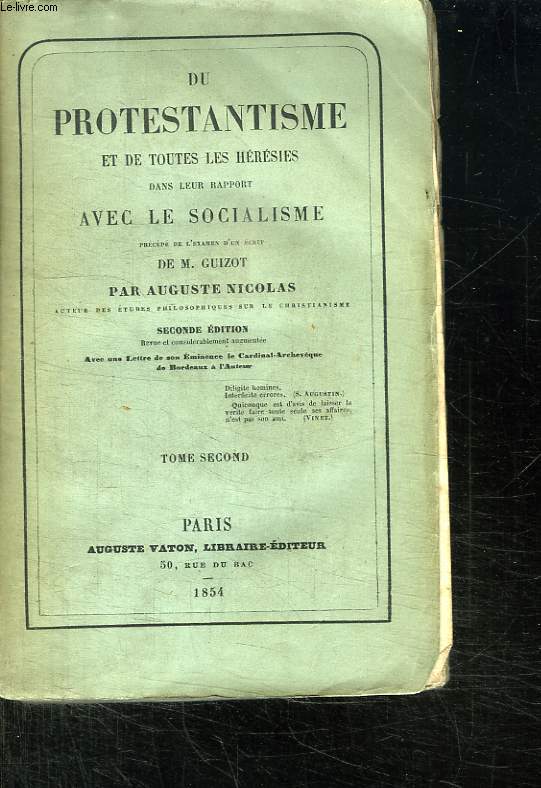 Le-livre.com
DU
PROTESTANTISME
ET DE TOUTES LES HÉRÉSIES
DANS LEUR RAPPORT
AVEC LE SOCIALISME
PRÉCÉDÉ DE L'EXAMEN D'UN ÉCRIT
DE M. GUIZOT
PAR AUGUSTE NICOLAS
AUTEUR DES ÉTUDES PHILOSOPHIQUES SUR LE CHRISTIANISME
SECONDE ÉDITION
Revue et considérablement augmentée
Avec une Lettre de son Éminence le Cardinal-Archevêque
de Bordeaux à l'Auteur
Diligite homines,
Interficite errores. (S. AUGUSTIN.)
Quiconque est d'avis de laisser la
vérité faire toute seule ses affaires,
n'est pas son ami. (VINET.)
TOME SECOND
PARIS
AUGUSTE VATON, LIBRAIRE-ÉDITEUR
50, RUE DU BAC
1854